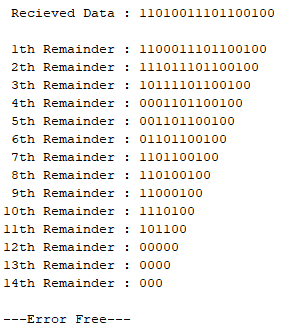 Recieved Data : 11010011101100100
1th Remainder : 1100011101100100
2th Remainder : 111011101100100
3th Remainder : 10111101100100
4th Remainder : 0001101100100
5th Remainder : 001101100100
6th Remainder : 01101100100
7th Remainder : 1101100100
8th Remainder : 110100100
9th Remainder : 11000100
10th Remainder : 1110100
11th Remainder : 101100
12th Remainder : 00000
13th Remainder : 0000
14th Remainder : 000
---Error Free---